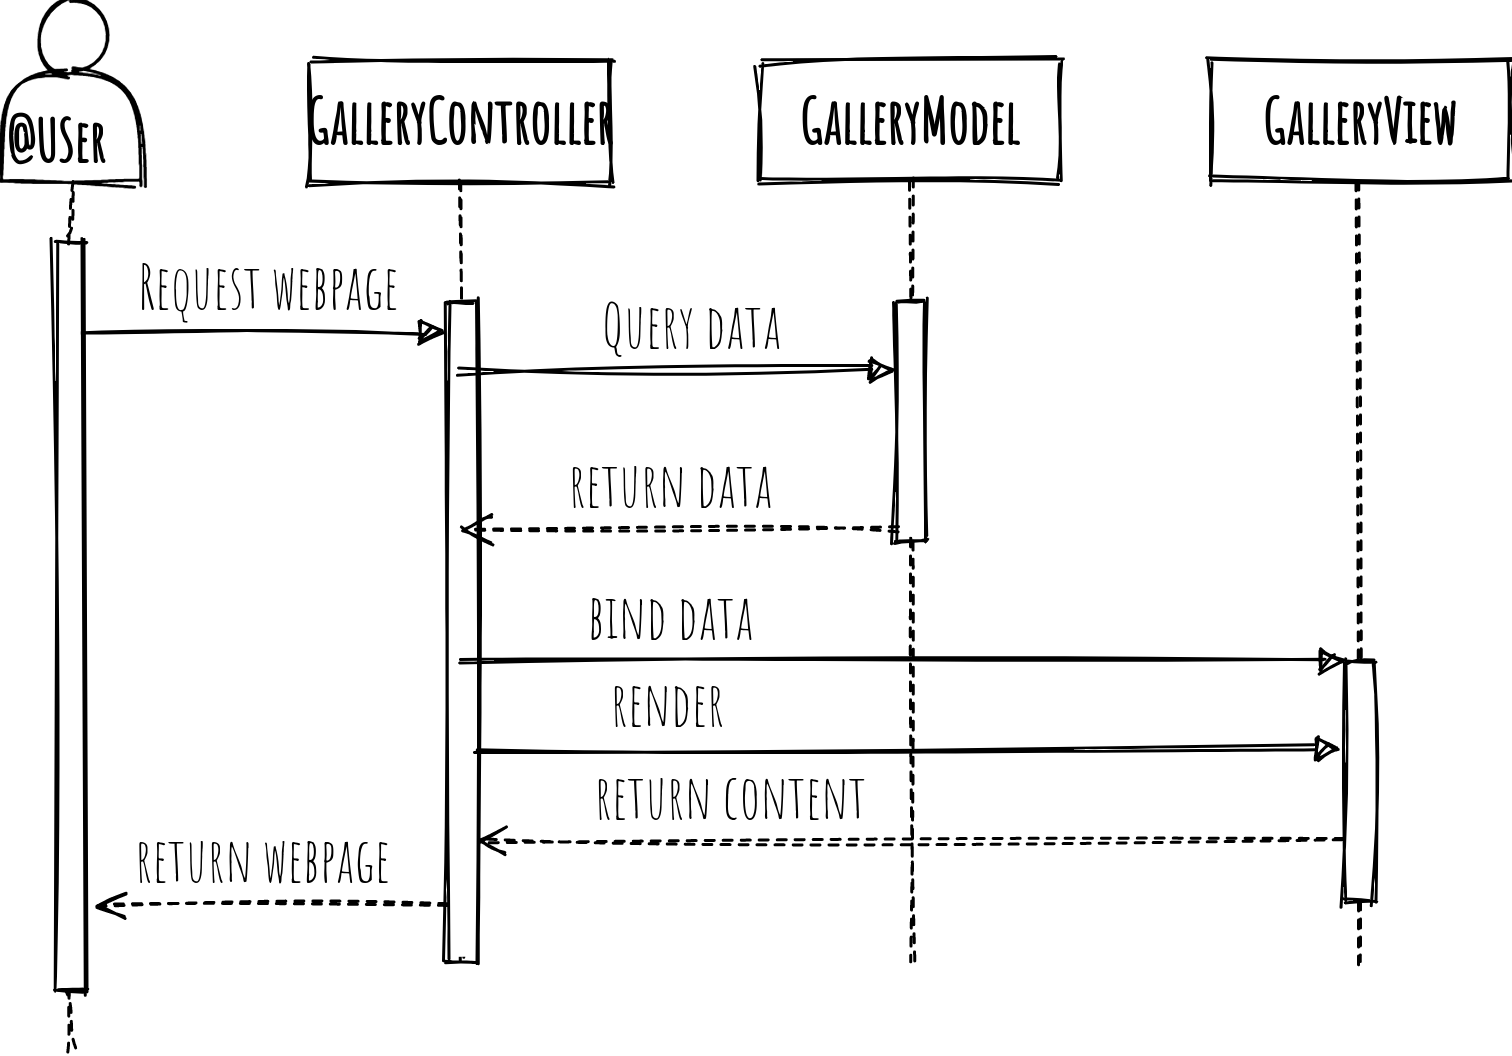 @User
GalleryController
GalleryModel
GalleryView
Request webpage
Query data
return data
bind data
render
return content
return webpage